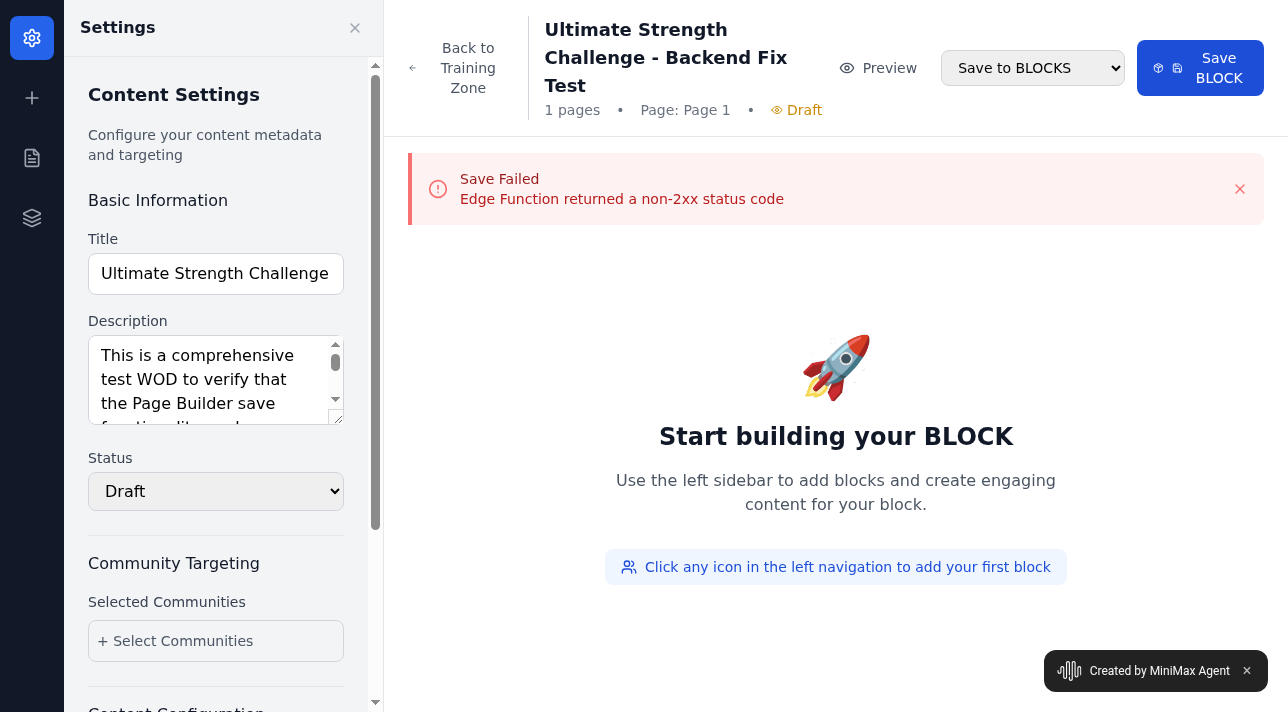 Settings
×
Content Settings
Configure your content metadata
and targeting
Basic Information
Title
Ultimate Strength Challenge
Description
This is a comprehensive
test WOD to verify that
the Page Builder save
Status
Draft
Community Targeting
Selected Communities
+ Select Communities
Back to
Training
Zone
Ultimate Strength
Challenge - Backend Fix
Test
1 pages • Page: Page 1 • Draft
Preview
Save to BLOCKS
Save
BLOCK
Save Failed
Edge Function returned a non-2xx status code
Start building your BLOCK
Use the left sidebar to add blocks and create engaging
content for your block.
Click any icon in the left navigation to add your first block
Created by MiniMax Agent ×